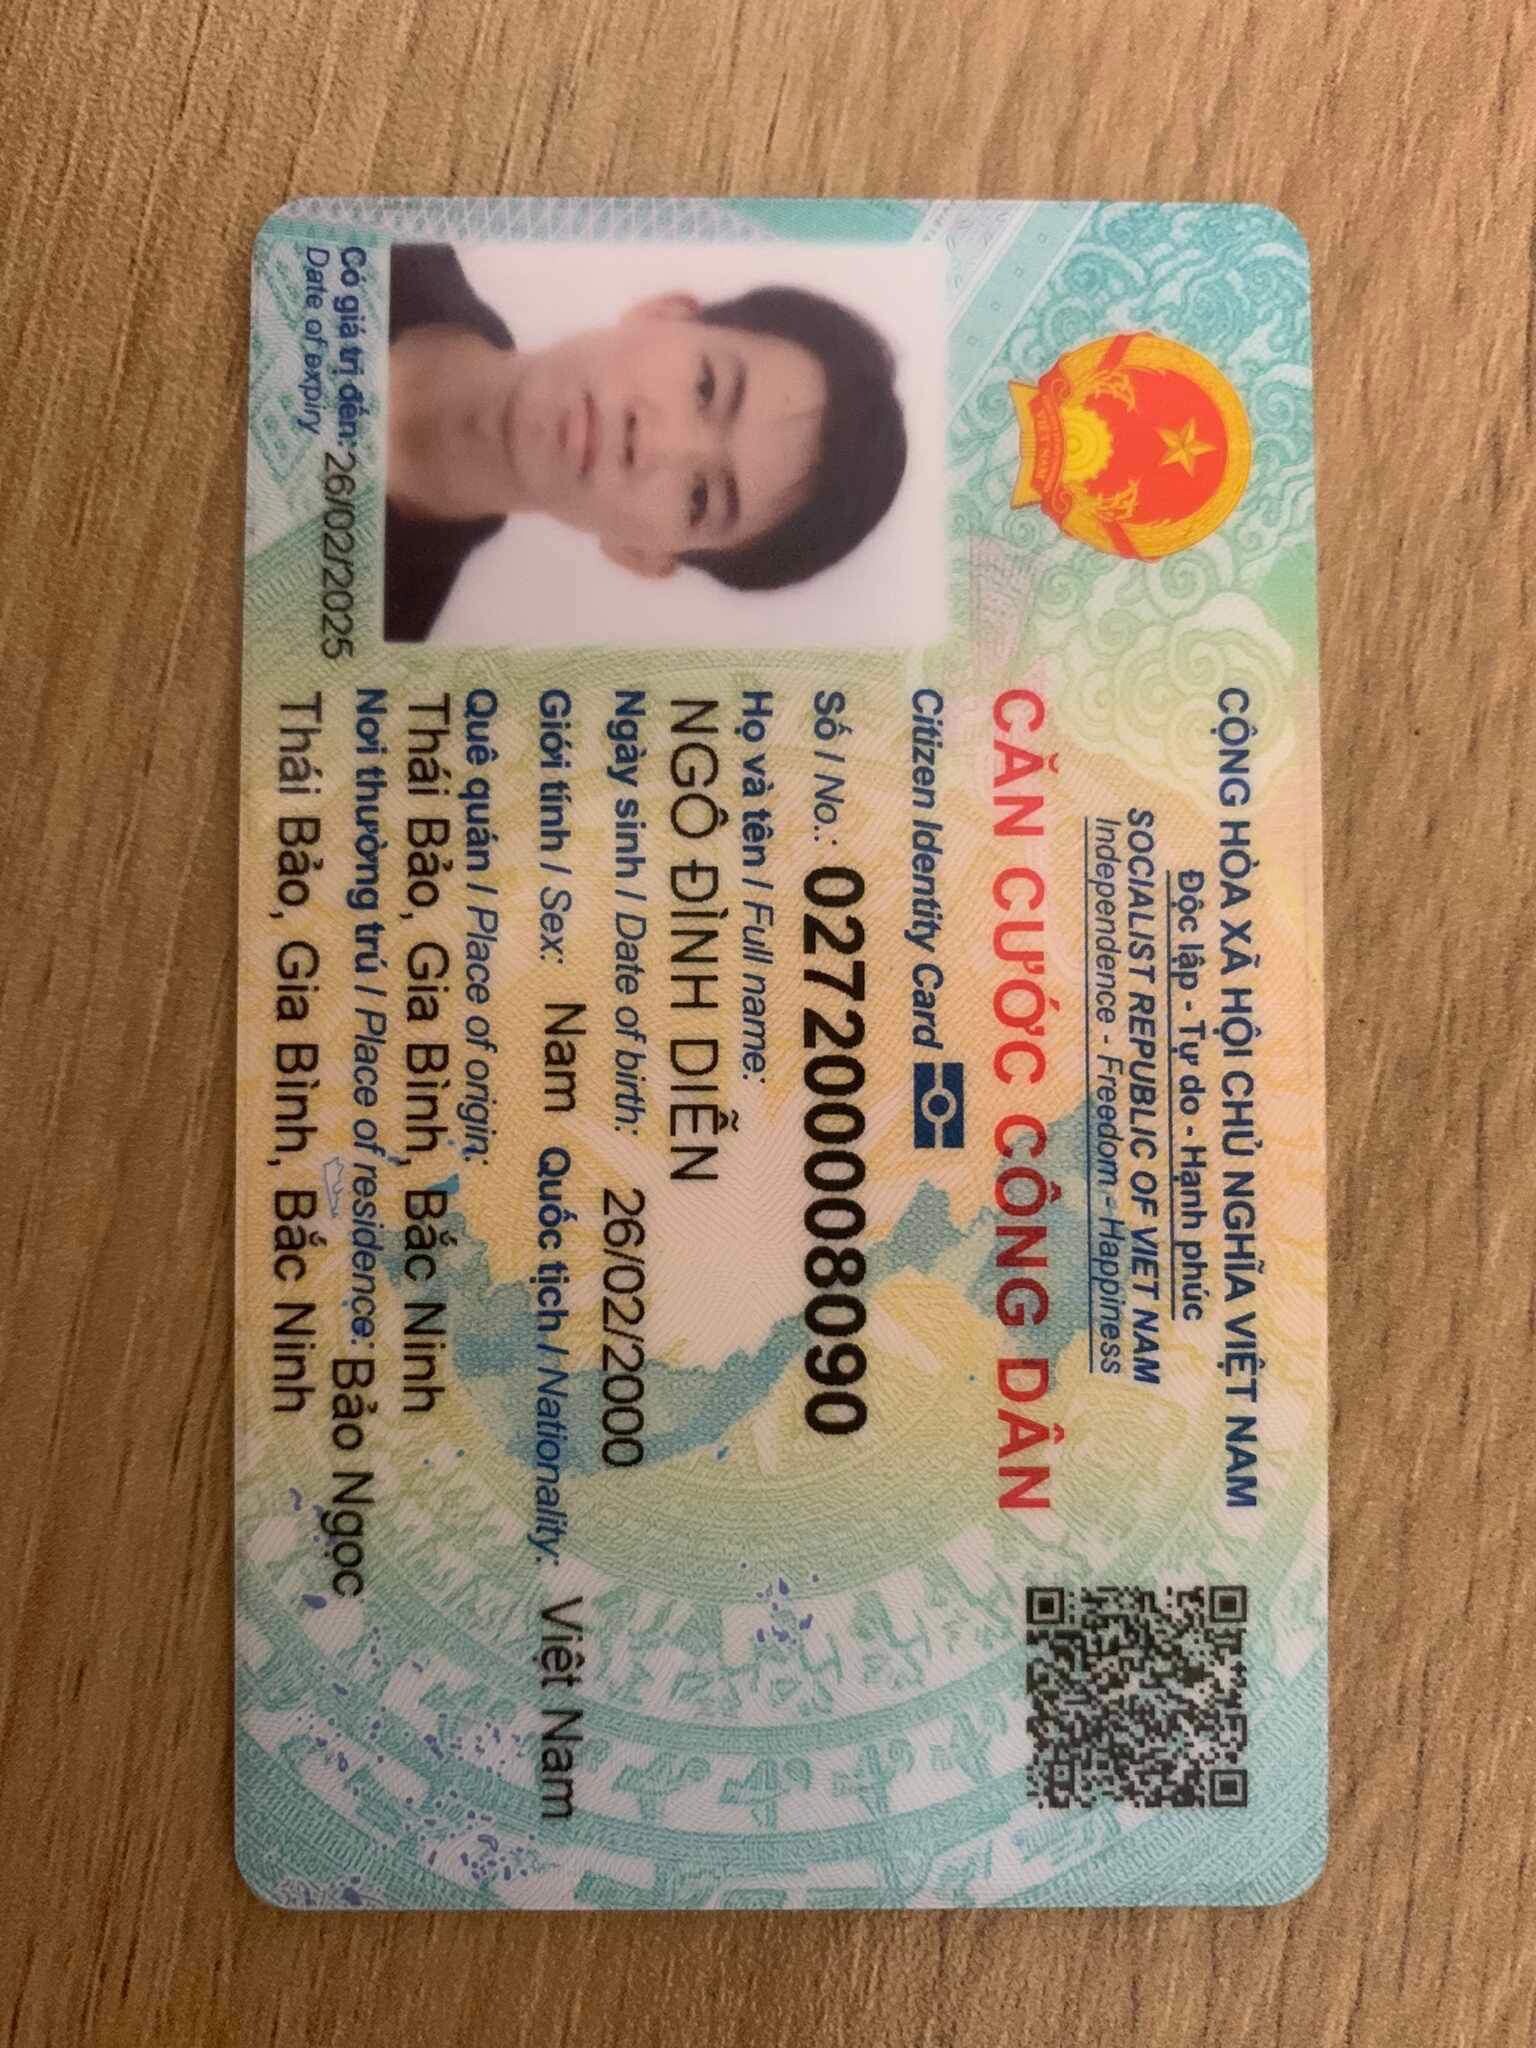 CỘNG HÒA XÃ HỘI CHỦ NGHĨA VIỆT NAM
Độc lập - Tự do - Hạnh phúc
SOCIALIST REPUBLIC OF VIET NAM
Independence - Freedom - Happiness
CĂN CƯỚC CÔNG DÂN
Citizen Identity Card
Số / No.: 027200008090
Họ và tên / Full name:
NGÔ ĐÌNH DIỄN
Ngày sinh / Date of birth: 26/02/2000
Giới tính / Sex: Nam Quốc tịch / Nationality: Việt Nam
Quê quán / Place of origin:
Thái Bảo, Gia Bình, Bắc Ninh
Nơi thường trú / Place of residence: Bảo Ngọc
Thái Bảo, Gia Bình, Bắc Ninh
Có giá trị đến: 26/02/2025
Date of expiry
VIỆT NAM